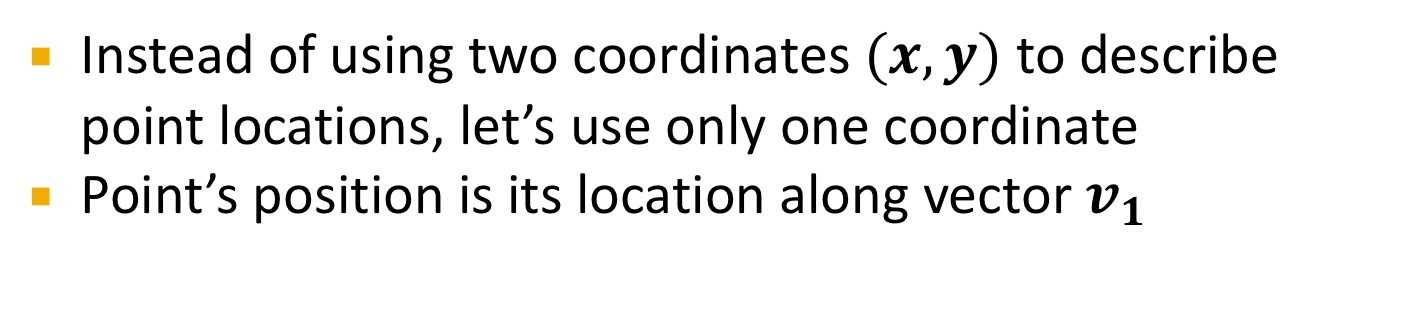 ▪ Instead of using two coordinates (x, y) to describe
point locations, let’s use only one coordinate
▪ Point’s position is its location along vector v₁